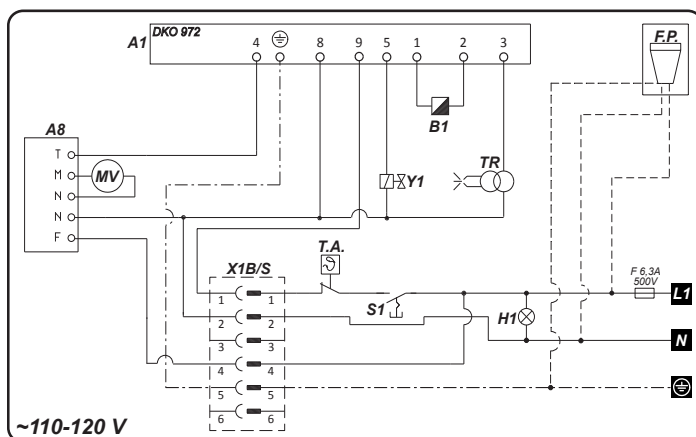 DKO 972
A1
4 8 9 5 1 2 3
F.P.
A8
T
M
N
N
F
MV
B1
Y1
TR
T.A.
X1B/S
1 1
2 2
3 3
4 4
5 5
6 6
S1
H1
F 6,3A
500V
L1
N
~110-120 V